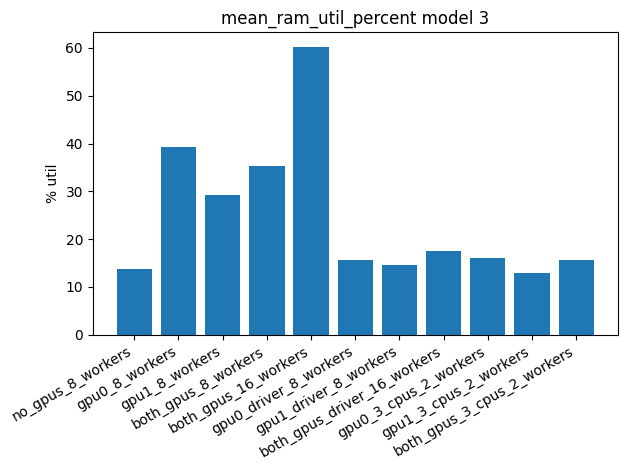 mean_ram_util_percent model 3
% util
60
50
40
30
20
10
0
no_gpus_8_workers
gpu0_8_workers
gpu1_8_workers
both_gpus_8_workers
both_gpus_16_workers
gpu0_driver_8_workers
gpu1_driver_8_workers
both_gpus_driver_16_workers
gpu0_3_cpus_2_workers
gpu1_3_cpus_2_workers
both_gpus_3_cpus_2_workers